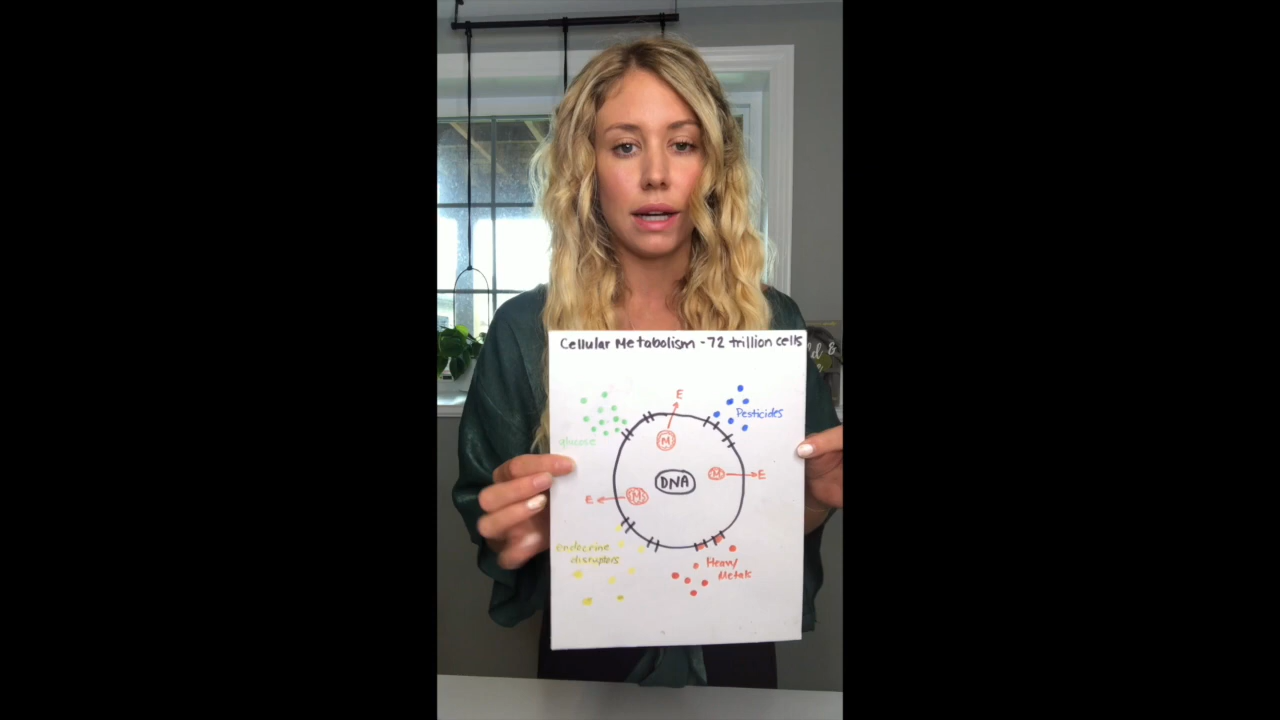 Cellular Metabolism - 72 trillion cells
E
Pesticides
glucose
M
M
E
DNA
E
M
endocrine
disruptors
Heavy
Metals
&